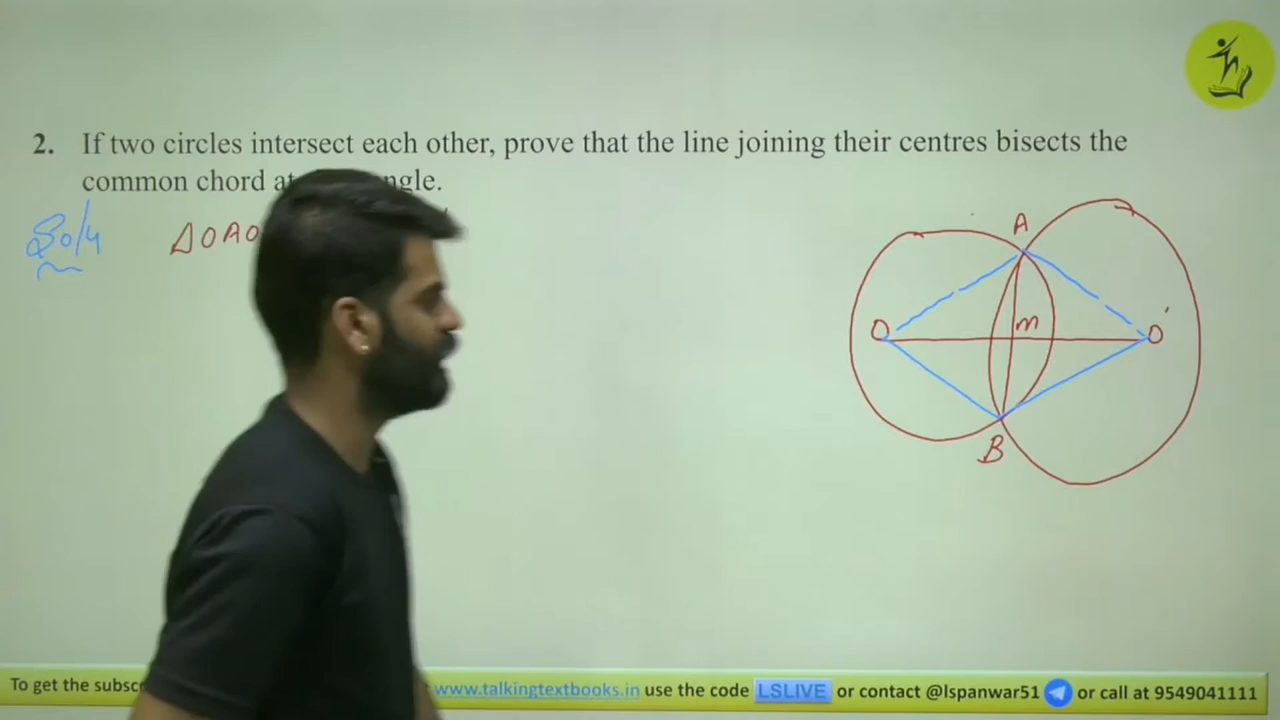 2. If two circles intersect each other, prove that the line joining their centres bisects the
common chord at ngle.
Soln ΔOAO
A
O m O'
B
To get the subsc www.talkingtextbooks.in use the code LSLIVE or contact @lspanwar51 or call at 9549041111